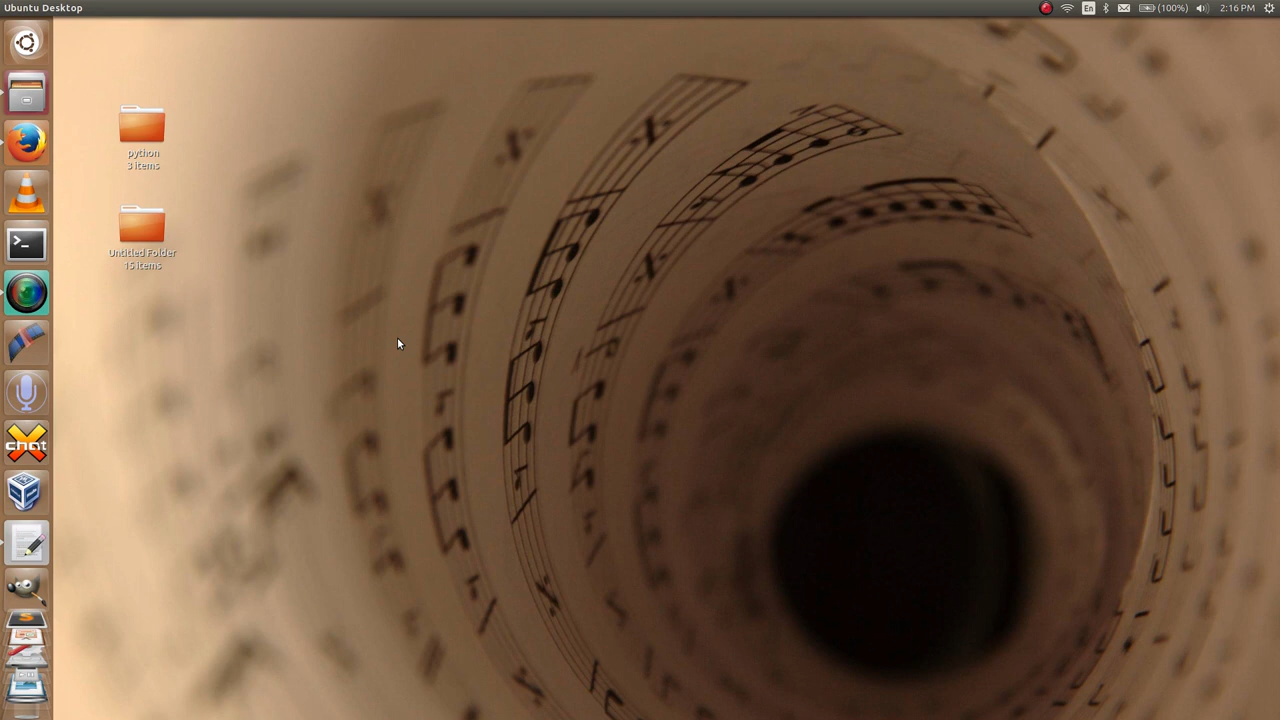 Ubuntu Desktop
En
(100%)
2:16 PM
python
3 items
Untitled Folder
15 items
chat